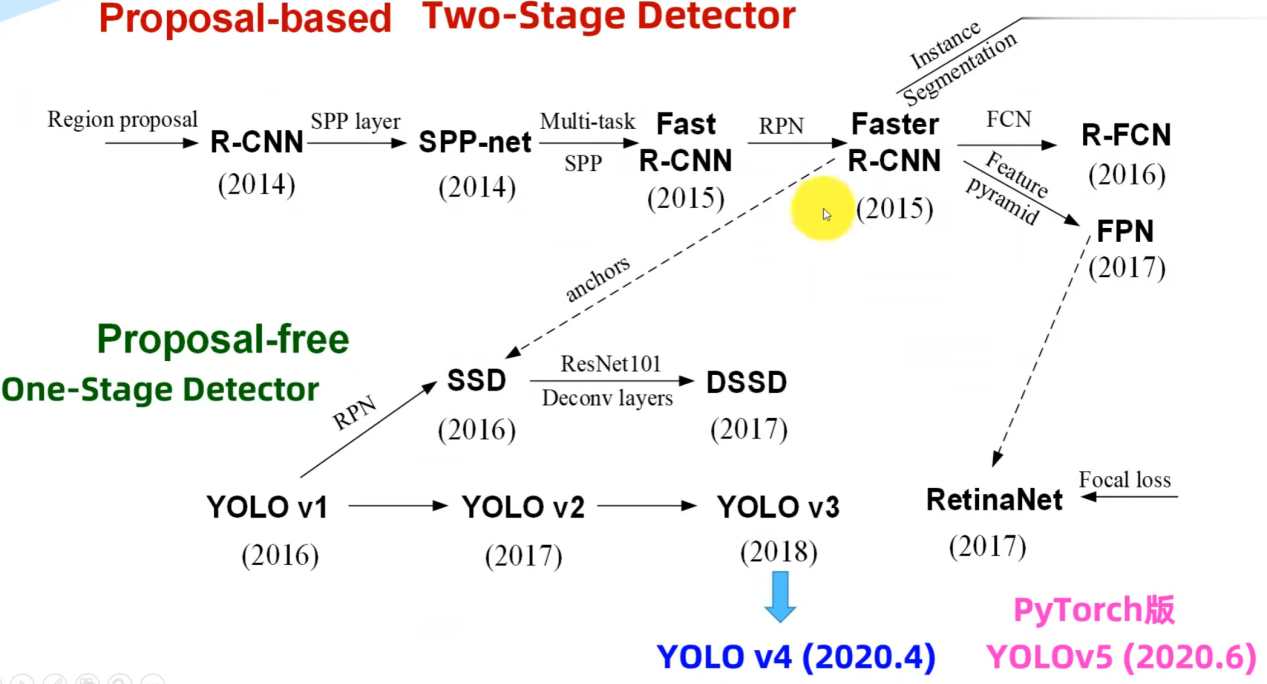 Proposal-based Two-Stage Detector
Instance
Segmentation
Region proposal
R-CNN
(2014)
SPP layer
SPP-net
(2014)
Multi-task
SPP
Fast
R-CNN
(2015)
RPN
Faster
R-CNN
(2015)
FCN
R-FCN
(2016)
Feature
pyramid
FPN
(2017)
anchors
Proposal-free
One-Stage Detector
RPN
SSD
(2016)
ResNet101
Deconv layers
DSSD
(2017)
YOLO v1
(2016)
YOLO v2
(2017)
YOLO v3
(2018)
RetinaNet
(2017)
Focal loss
YOLO v4 (2020.4)
PyTorch版
YOLOv5 (2020.6)